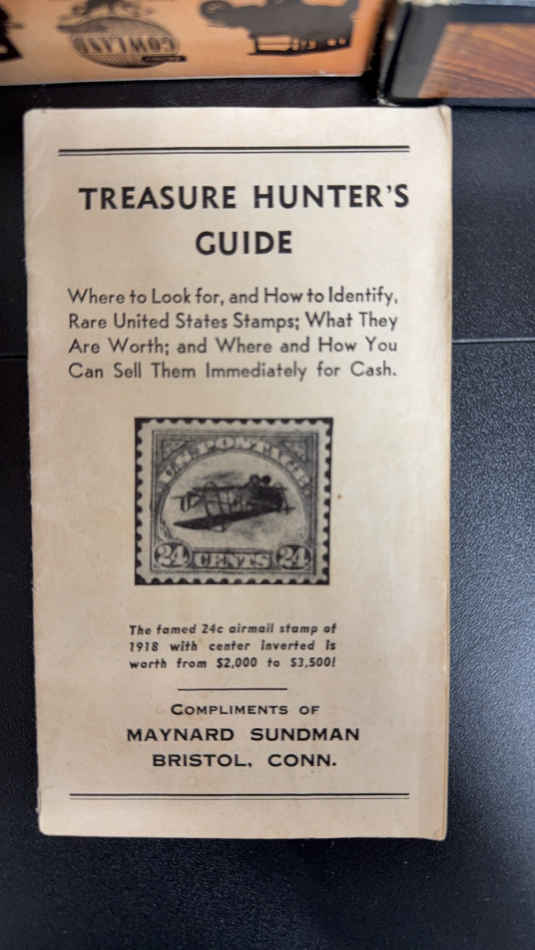 COWLAND
TREASURE HUNTER'S
GUIDE
Where to Look for, and How to Identify,
Rare United States Stamps; What They
Are Worth; and Where and How You
Can Sell Them Immediately for Cash.
U.S. POSTAGE
24 CENTS 24
The famed 24c airmail stamp of
1918 with center inverted is
worth from $2,000 to $3,500!
COMPLIMENTS OF
MAYNARD SUNDMAN
BRISTOL, CONN.